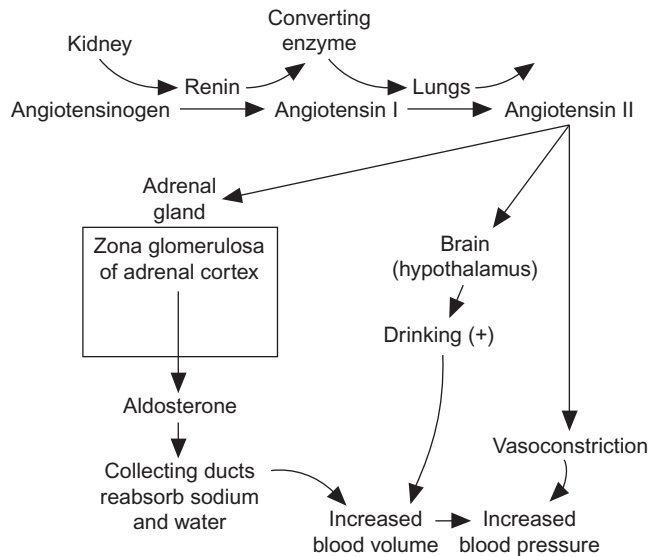 Converting
enzyme
Kidney
Renin
Lungs
Angiotensinogen
Angiotensin I
Angiotensin II
Adrenal
gland
Zona glomerulosa
of adrenal cortex
Brain
(hypothalamus)
Drinking (+)
Aldosterone
Vasoconstriction
Collecting ducts
reabsorb sodium
and water
Increased
blood volume
Increased
blood pressure